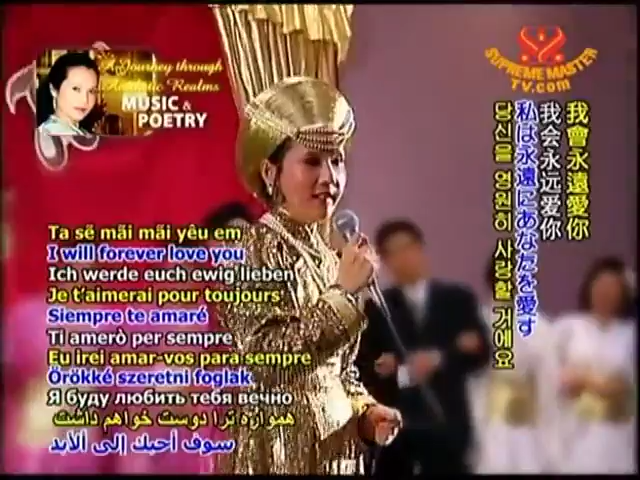 A Journey through
Aesthetic Realms
MUSIC &
POETRY
SUPREME MASTER
TV.com
Ta sẽ mãi mãi yêu em
I will forever love you
Ich werde euch ewig lieben
Je t'aimerai pour toujours
Siempre te amaré
Ti amerò per sempre
Eu irei amar-vos para sempre
Örökké szeretni foglak
Я буду любить тебя вечно
همواره ترا دوست خواهم داشت
سوف أحبك إلى الأبد
我會永遠愛你
我会永远爱你
私は永遠にあなたを愛す
당신을 영원히 사랑할 거예요